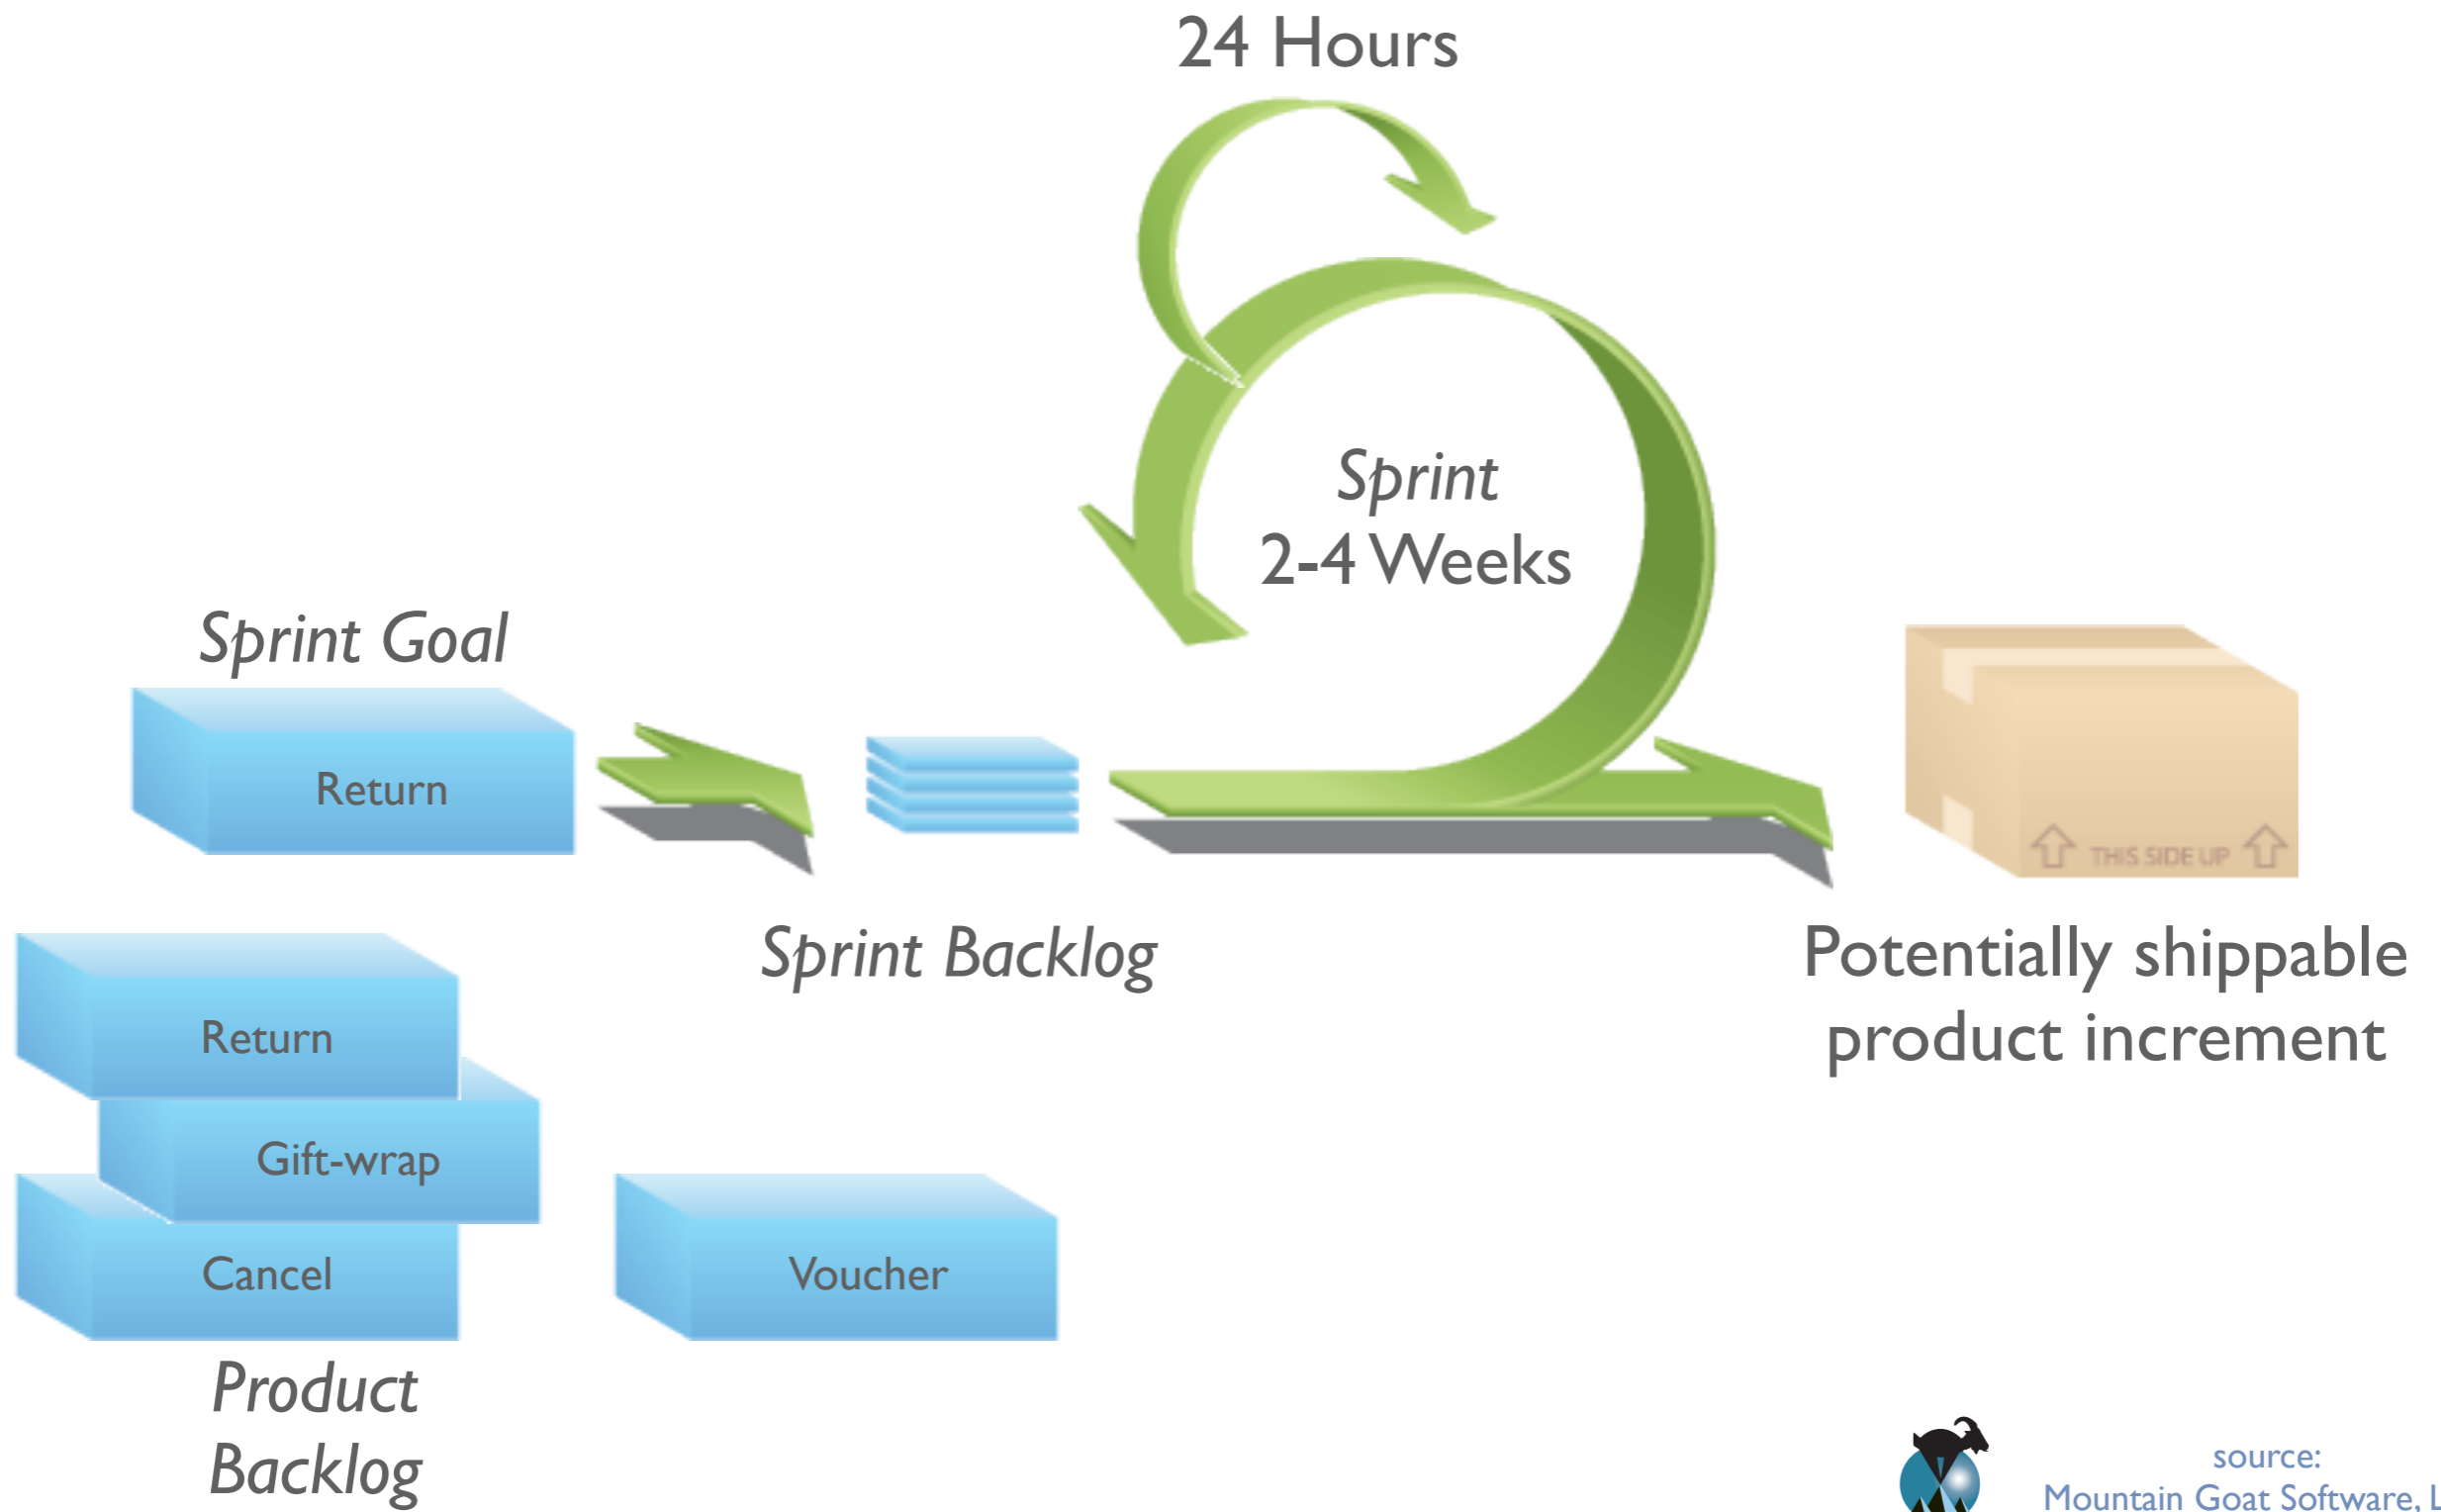 24 Hours
Sprint
2-4 Weeks
Sprint Goal
Return
THIS SIDE UP
Sprint Backlog
Potentially shippable
product increment
Return
Gift-wrap
Cancel
Voucher
Product
Backlog
source:
Mountain Goat Software, L